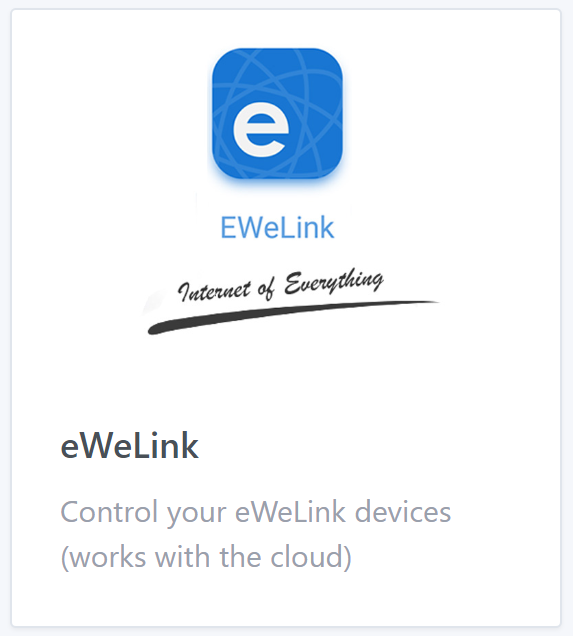 e
EWeLink
Internet of Everything
eWeLink
Control your eWeLink devices
(works with the cloud)